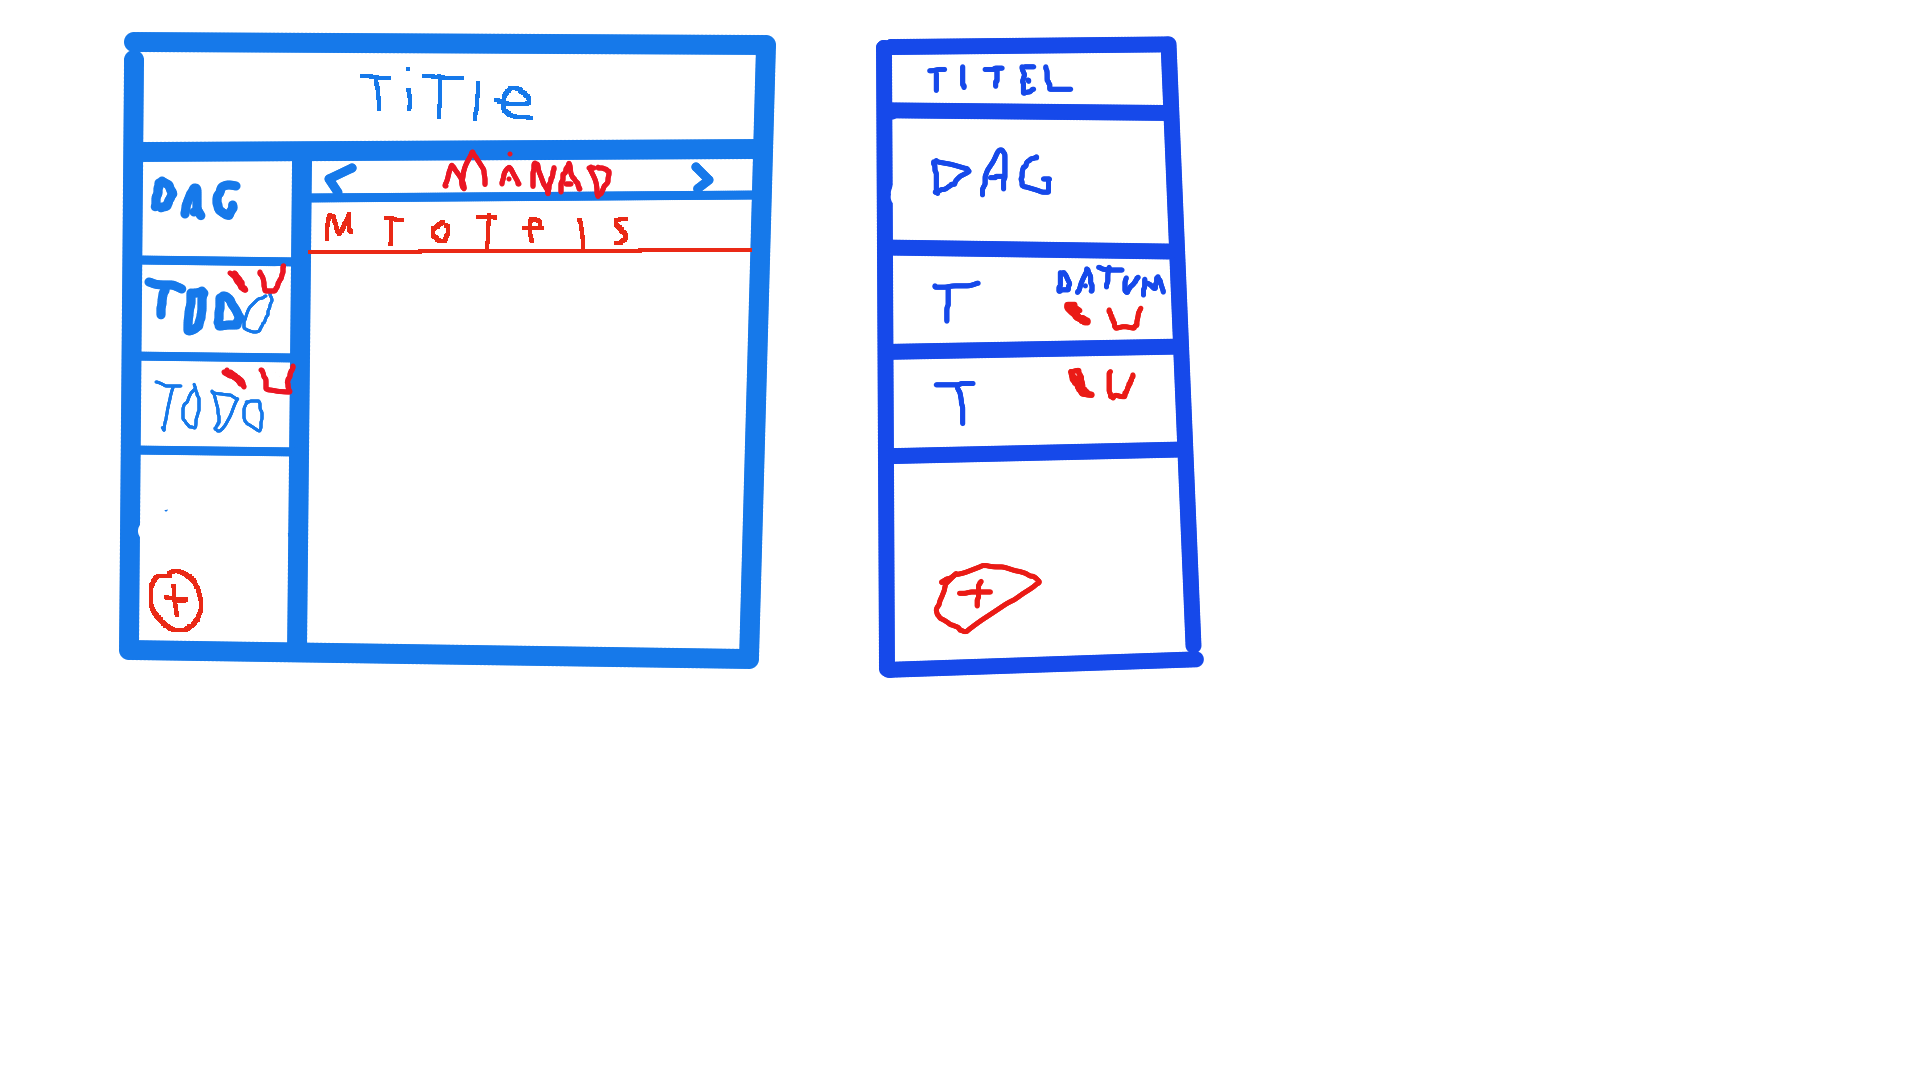 TiTle
DAG
< MÅNAD >
M T O T F I S
TODO
TODO
+
TITEL
DAG
T DATUM
T
+